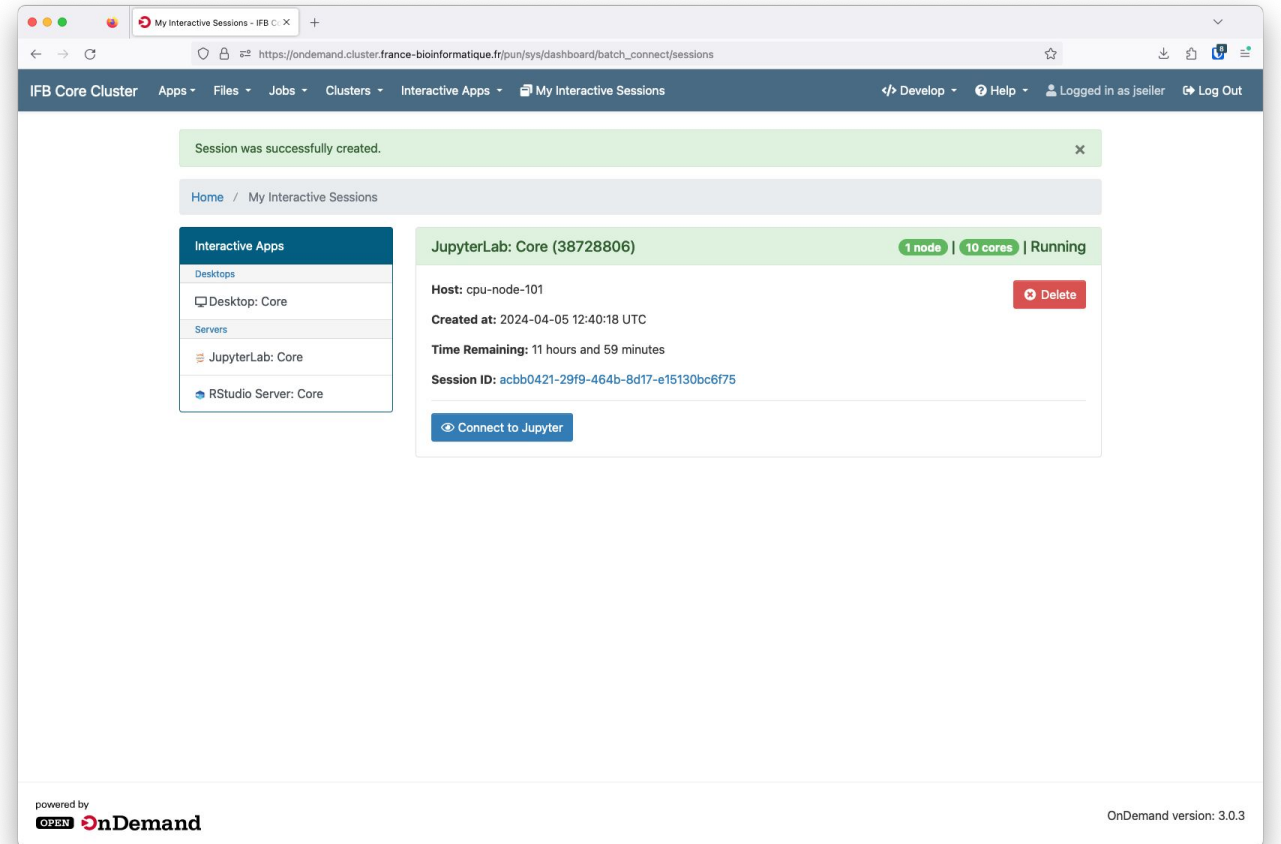 My Interactive Sessions - IFB C
https://ondemand.cluster.france-bioinformatique.fr/pun/sys/dashboard/batch_connect/sessions
8
IFB Core Cluster Apps Files Jobs Clusters Interactive Apps My Interactive Sessions </> Develop Help Logged in as jseiler Log Out
Session was successfully created. ×
Home / My Interactive Sessions
Interactive Apps
Desktops
Desktop: Core
Servers
JupyterLab: Core
RStudio Server: Core
JupyterLab: Core (38728806) 1 node | 10 cores | Running
Host: cpu-node-101
Delete
Created at: 2024-04-05 12:40:18 UTC
Time Remaining: 11 hours and 59 minutes
Session ID: acbb0421-29f9-464b-8d17-e15130bc6f75
Connect to Jupyter
powered by
OPEN OnDemand
OnDemand version: 3.0.3